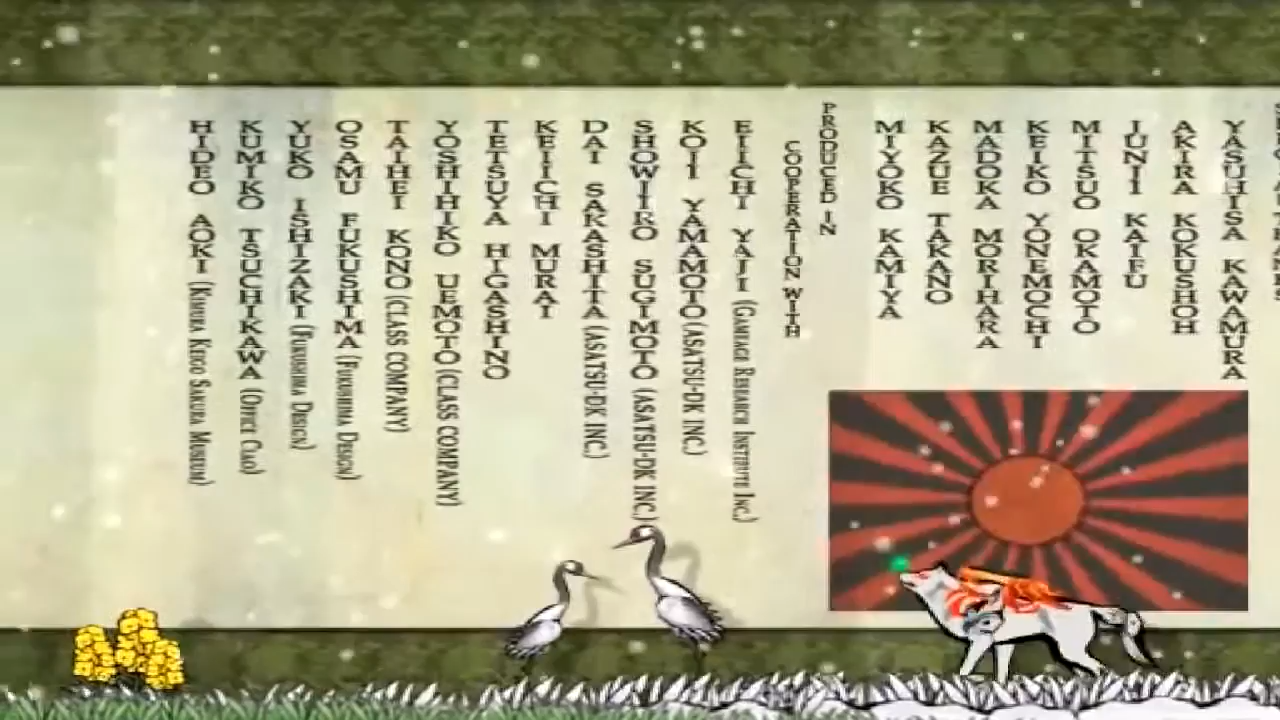 YASUHISA KAWAMURA
AKIRA KOKUSHOH
JUNJI KAIFU
MITSUO OKAMOTO
KEIKO YONEMOCHI
MADOKA MORIHARA
KAZUE TAKANO
MIYOKO KAMIYA
PRODUCED IN
COOPERATION WITH
EIICHI YAJI (GAMEAGE RESEARCH INSTITUTE INC.)
KOJI YAMAMOTO (ASATSU-DK INC.)
SHOWJIRO SUGIMOTO (ASATSU-DK INC.)
DAI SAKASHITA (ASATSU-DK INC.)
KEIICHI MURAI
TETSUYA HIGASHINO
YOSHIHIKO UEMOTO (CLASS COMPANY)
TAIHEI KONO (CLASS COMPANY)
OSAMU FUKUSHIMA (FUKUSHIMA DESIGN)
YUKO ISHIZAKI (FUKUSHIMA DESIGN)
KUMIKO TSUCHIKAWA (OFFICE CIAO)
HIDEO AOKI (KIMURA KEIGO SAKURA MUSEUM)